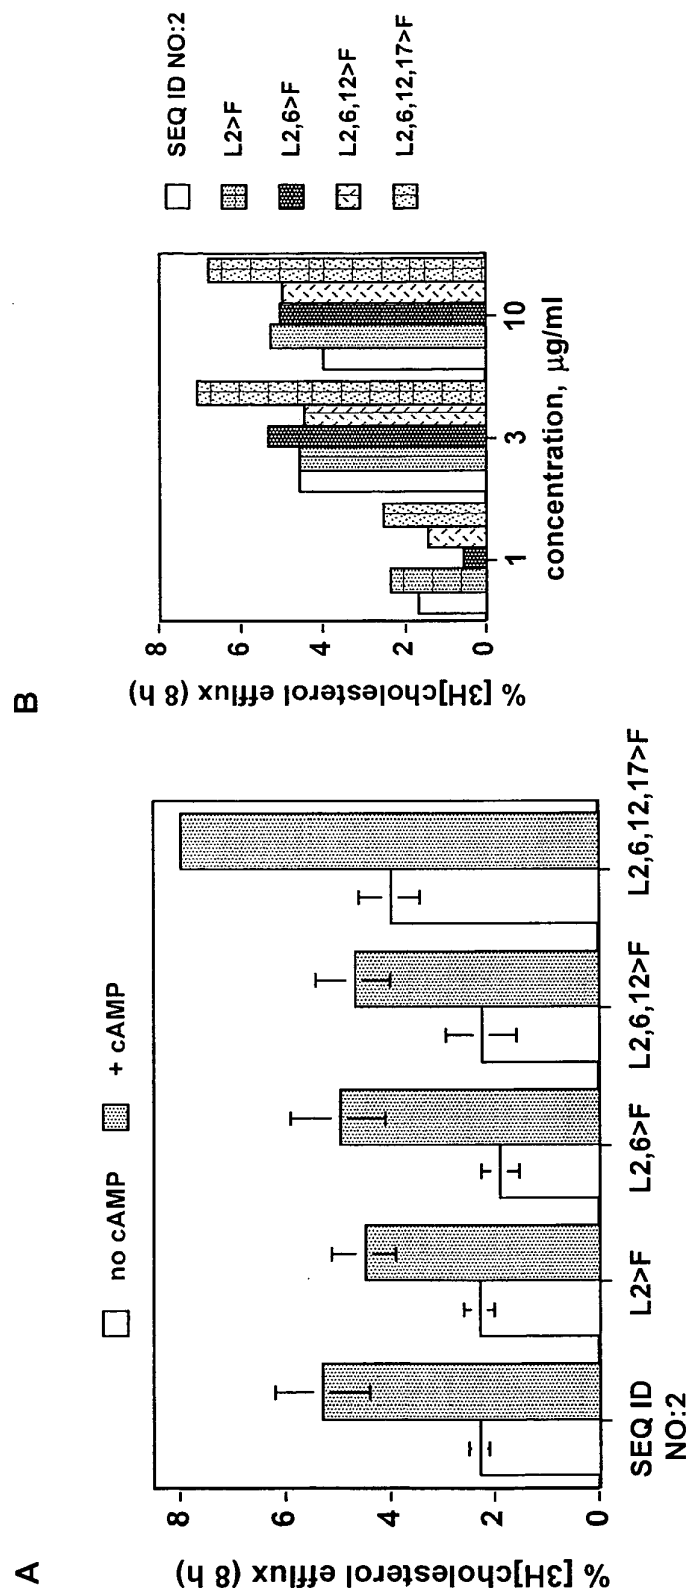 A
no cAMP
+ cAMP
% [3H]cholesterol efflux (8 h)
8
6
4
2
0
SEQ ID
NO:2
L2>F
L2,6>F
L2,6,12>F
L2,6,12,17>F
B
% [3H]cholesterol efflux (8 h)
8
6
4
2
0
1
3
10
concentration, µg/ml
SEQ ID NO:2
L2>F
L2,6>F
L2,6,12>F
L2,6,12,17>F